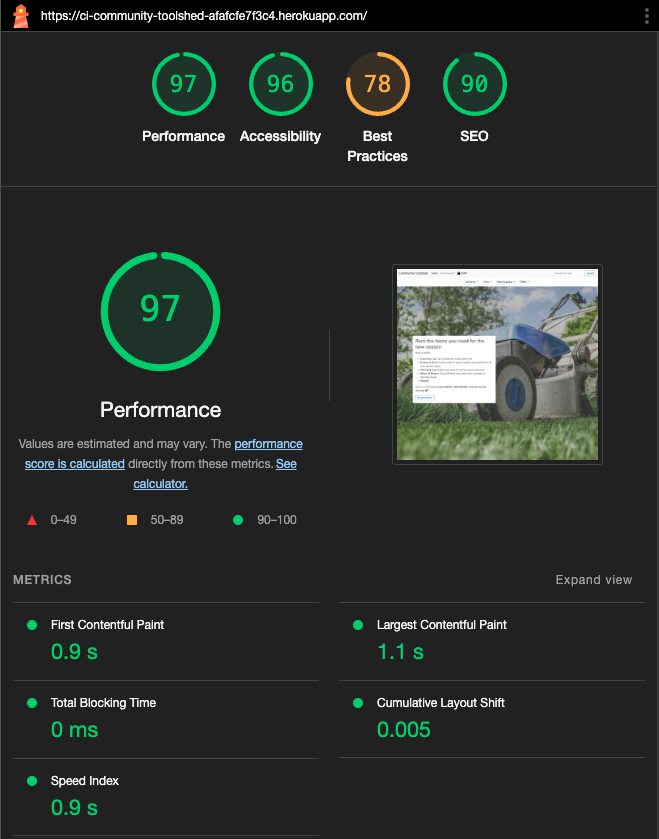 https://ci-community-toolshed-afafcfe7f3c4.herokuapp.com/
97
96
78
90
Performance
Accessibility
Best
Practices
SEO
97
Performance
Values are estimated and may vary. The performance
score is calculated directly from these metrics. See
calculator.
0–49
50–89
90–100
Community Toolshed
Rent the items you need for the
new season
METRICS
Expand view
First Contentful Paint
0.9 s
Largest Contentful Paint
1.1 s
Total Blocking Time
0 ms
Cumulative Layout Shift
0.005
Speed Index
0.9 s